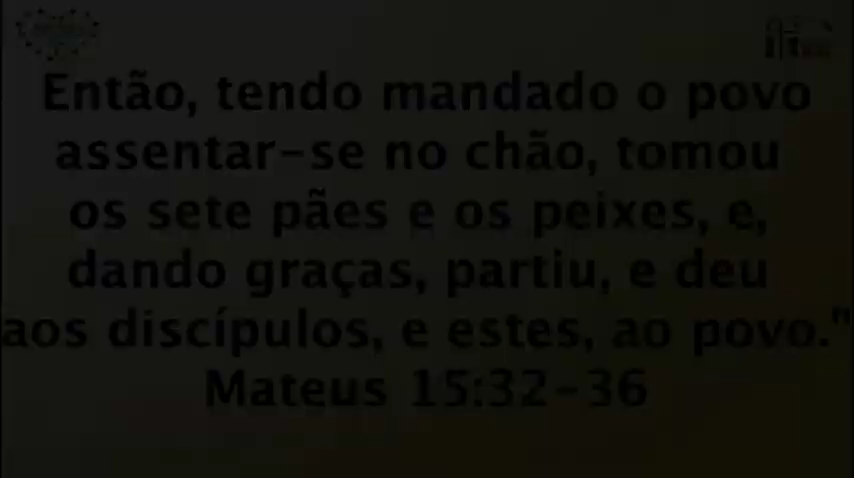 Então, tendo mandado o povo
assentar-se no chão, tomou
os sete pães e os peixes, e,
dando graças, partiu, e deu
aos discípulos, e estes, ao povo."
Mateus 15:32-36